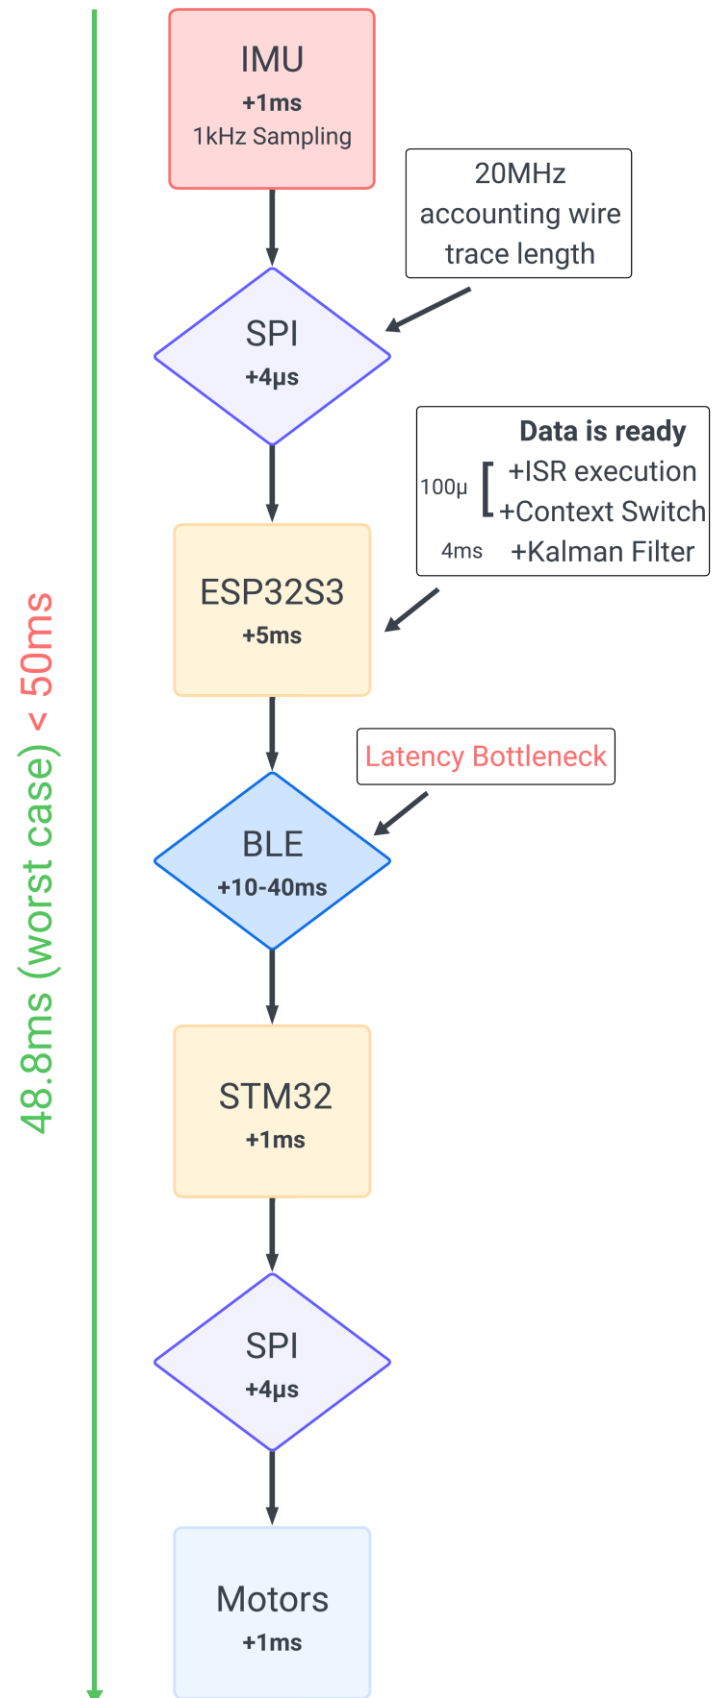 IMU
+1ms
1kHz Sampling
20MHz
accounting wire
trace length
SPI
+4µs
Data is ready
100µ [ +ISR execution
+Context Switch
4ms +Kalman Filter
ESP32S3
+5ms
48.8ms (worst case) < 50ms
Latency Bottleneck
BLE
+10-40ms
STM32
+1ms
SPI
+4µs
Motors
+1ms